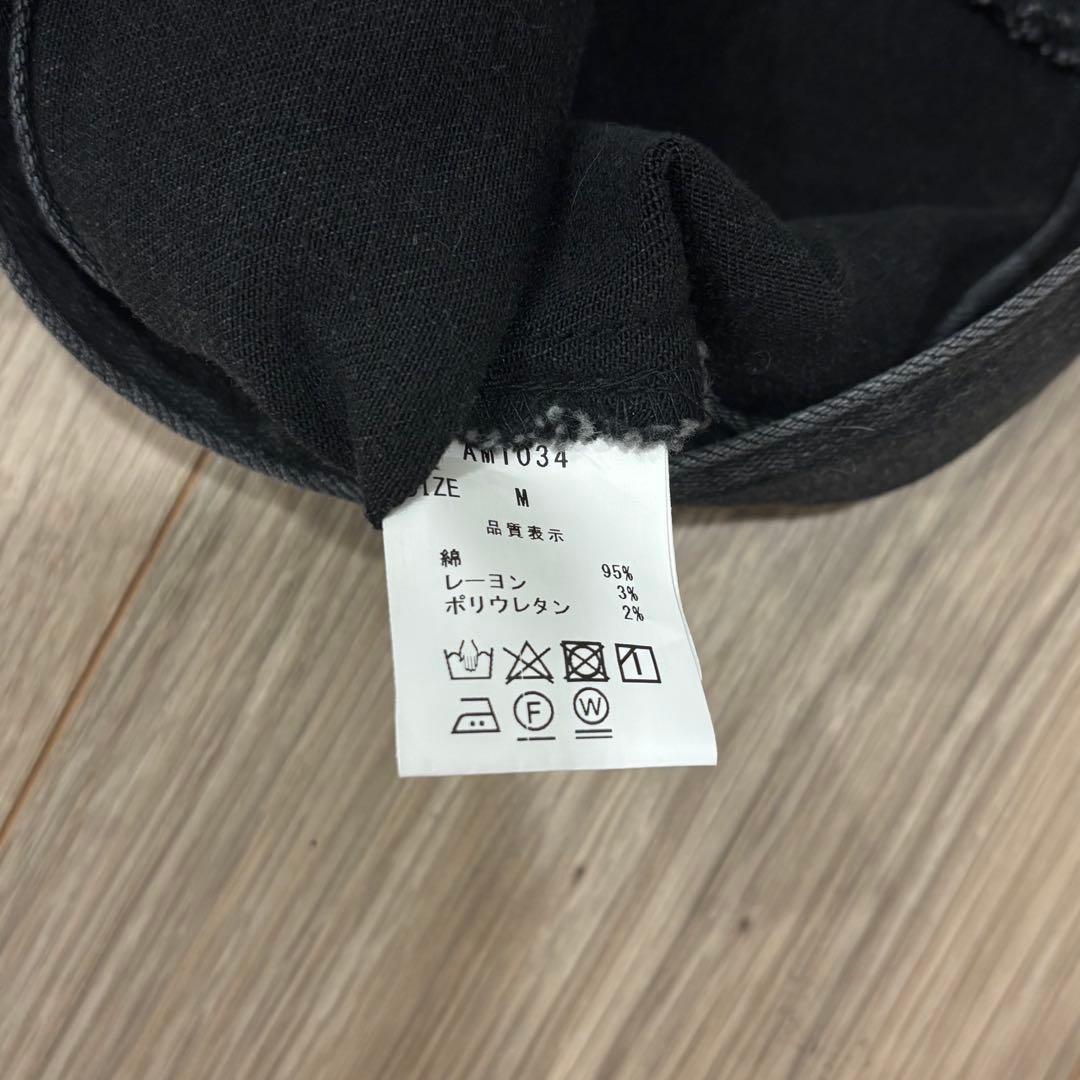 AM1034
SIZE M
品質表示
綿 95%
レーヨン 3%
ポリウレタン 2%
F
W